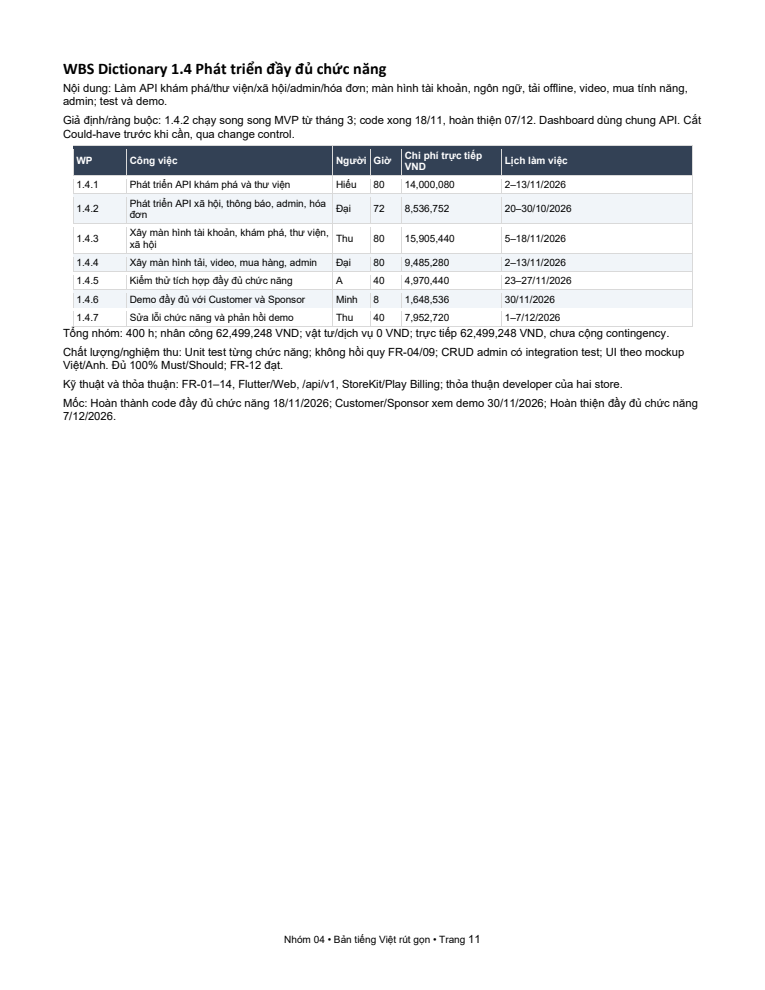 WBS Dictionary 1.4 Phát triển đầy đủ chức năng
Nội dung: Làm API khám phá/thư viện/xã hội/admin/hóa đơn; màn hình tài khoản, ngôn ngữ, tải offline, video, mua tính năng,
admin; test và demo.
Giả định/ràng buộc: 1.4.2 chạy song song MVP từ tháng 3; code xong 18/11, hoàn thiện 07/12. Dashboard dùng chung API. Cắt
Could-have trước khi cần, qua change control.
WP Công việc Người Giờ Chi phí trực tiếp VND Lịch làm việc
1.4.1 Phát triển API khám phá và thư viện Hiếu 80 14,000,080 2–13/11/2026
1.4.2 Phát triển API xã hội, thông báo, admin, hóa đơn Đại 72 8,536,752 20–30/10/2026
1.4.3 Xây màn hình tài khoản, khám phá, thư viện, xã hội Thu 80 15,905,440 5–18/11/2026
1.4.4 Xây màn hình tải, video, mua hàng, admin Đại 80 9,485,280 2–13/11/2026
1.4.5 Kiểm thử tích hợp đầy đủ chức năng A 40 4,970,440 23–27/11/2026
1.4.6 Demo đầy đủ với Customer và Sponsor Minh 8 1,648,536 30/11/2026
1.4.7 Sửa lỗi chức năng và phản hồi demo Thu 40 7,952,720 1–7/12/2026
Tổng nhóm: 400 h; nhân công 62,499,248 VND; vật tư/dịch vụ 0 VND; trực tiếp 62,499,248 VND, chưa cộng contingency.
Chất lượng/nghiệm thu: Unit test từng chức năng; không hồi quy FR-04/09; CRUD admin có integration test; UI theo mockup
Việt/Anh. Đủ 100% Must/Should; FR-12 đạt.
Kỹ thuật và thỏa thuận: FR-01–14, Flutter/Web, /api/v1, StoreKit/Play Billing; thỏa thuận developer của hai store.
Mốc: Hoàn thành code đầy đủ chức năng 18/11/2026; Customer/Sponsor xem demo 30/11/2026; Hoàn thiện đầy đủ chức năng
7/12/2026.
Nhóm 04 • Bản tiếng Việt rút gọn • Trang 11